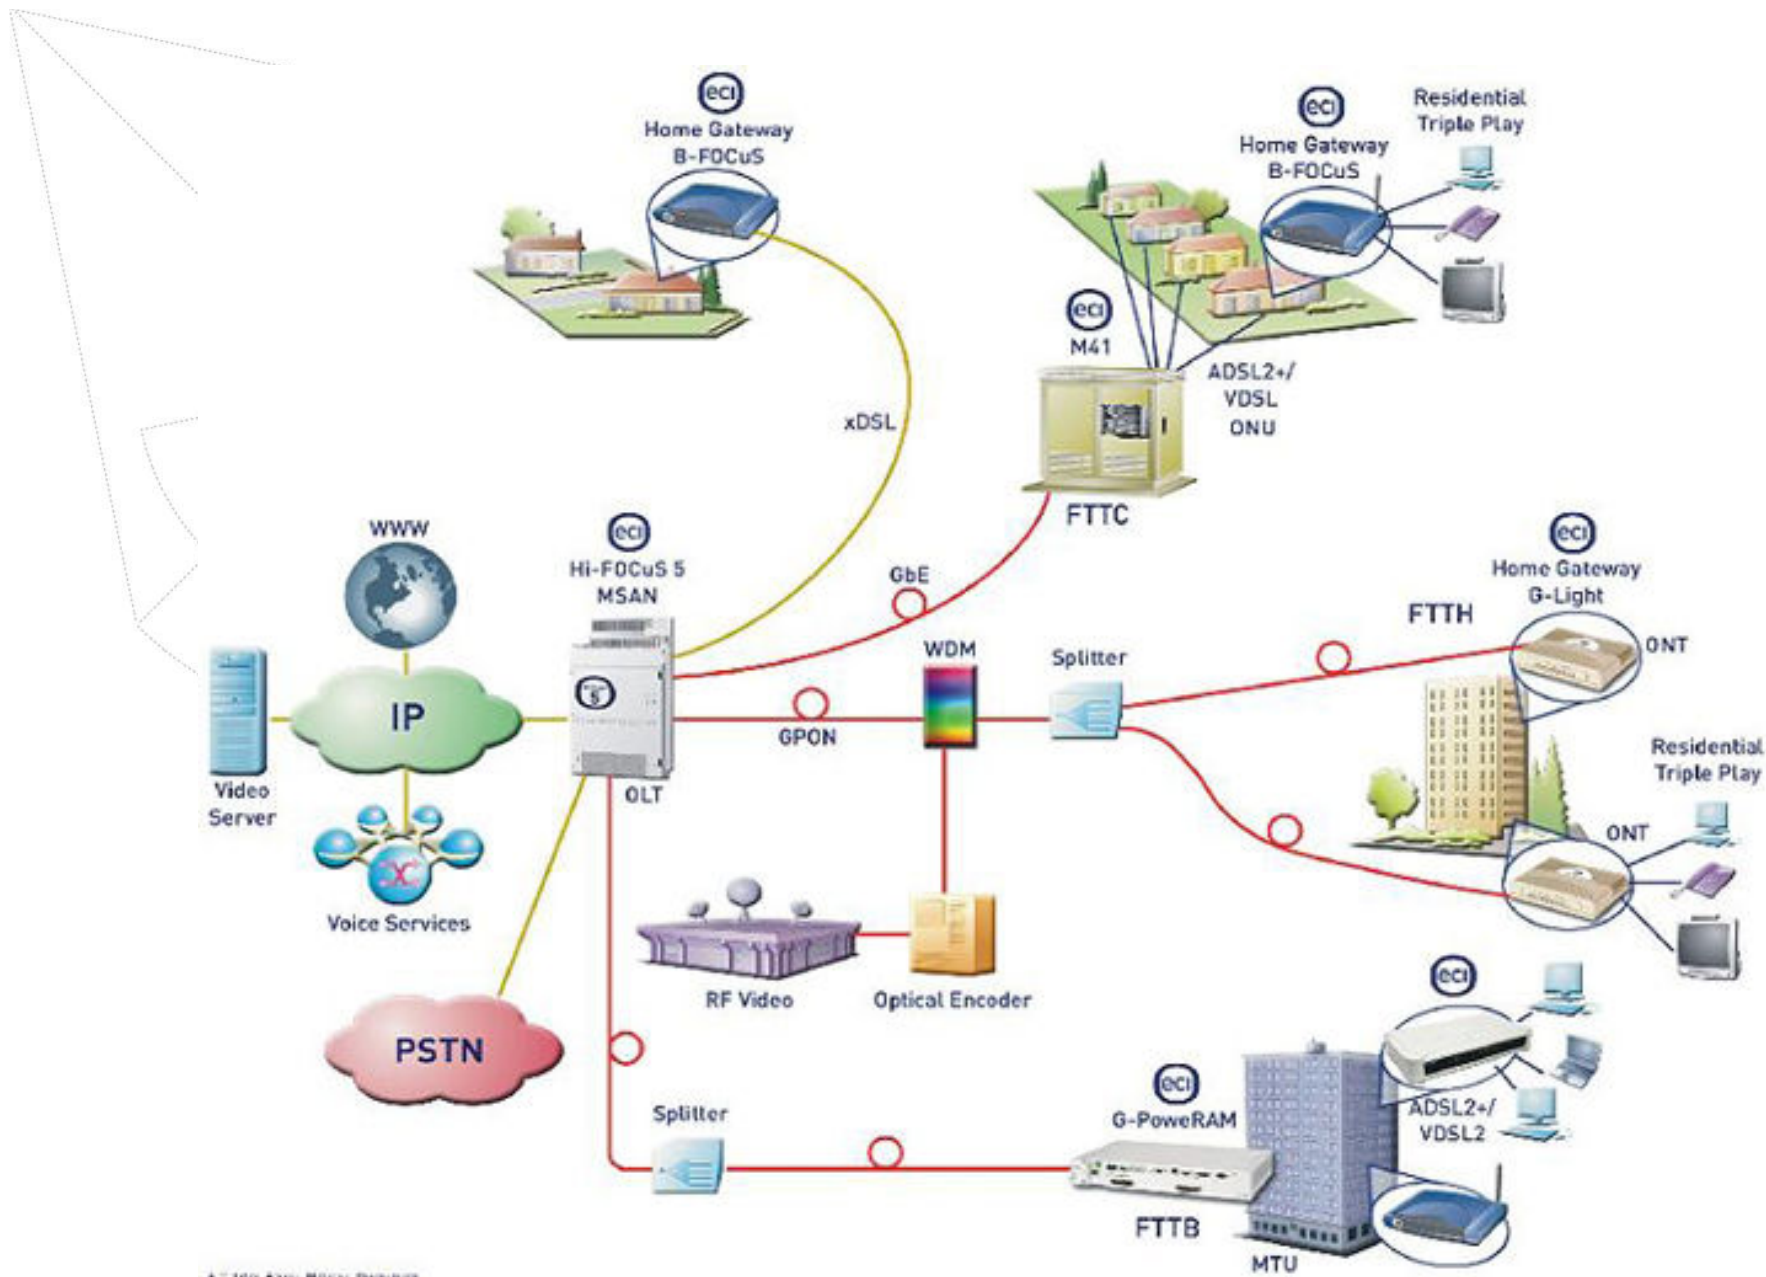 eci
Home Gateway
B-FOCuS
eci
Home Gateway
B-FOCuS
Residential
Triple Play
eci
M41
ADSL2+/
VDSL
ONU
xDSL
FTTC
WWW
eci
Hi-FOCuS 5
MSAN
GbE
eci
Home Gateway
G-Light
FTTH
ONT
WDM
Splitter
5
IP
GPON
OLT
Video
Server
Residential
Triple Play
ONT
Voice Services
RF Video
Optical Encoder
eci
PSTN
eci
G-PoweRAM
ADSL2+/
VDSL2
Splitter
FTTB
MTU